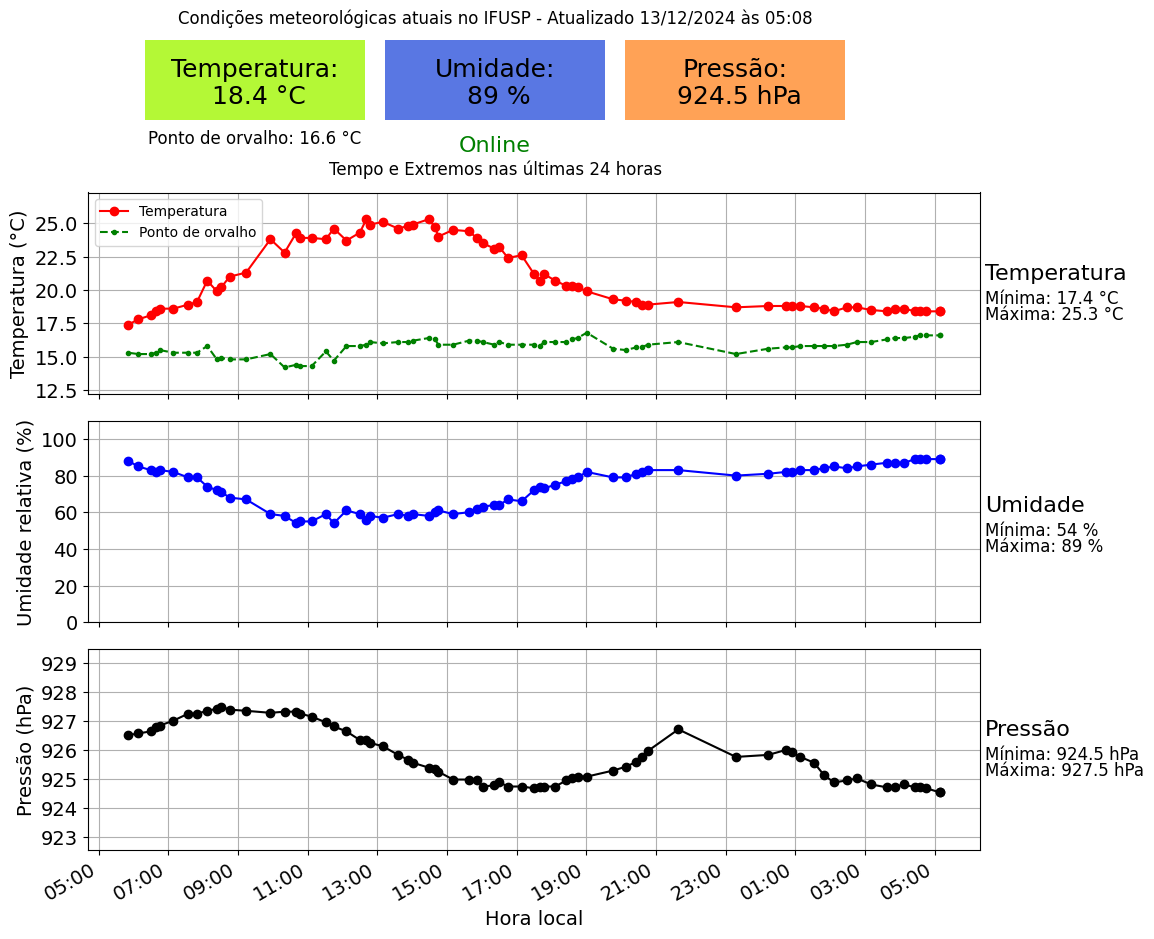 Condições meteorológicas atuais no IFUSP - Atualizado 13/12/2024 às 05:08
Temperatura:
18.4 °C
Umidade:
89 %
Pressão:
924.5 hPa
Ponto de orvalho: 16.6 °C
Online
Tempo e Extremos nas últimas 24 horas
Temperatura (°C)
25.0
22.5
20.0
17.5
15.0
12.5
Temperatura
Ponto de orvalho
Temperatura
Mínima: 17.4 °C
Máxima: 25.3 °C
Umidade relativa (%)
100
80
60
40
20
0
Umidade
Mínima: 54 %
Máxima: 89 %
Pressão (hPa)
929
928
927
926
925
924
923
Pressão
Mínima: 924.5 hPa
Máxima: 927.5 hPa
05:00
07:00
09:00
11:00
13:00
15:00
17:00
19:00
21:00
23:00
01:00
03:00
05:00
Hora local